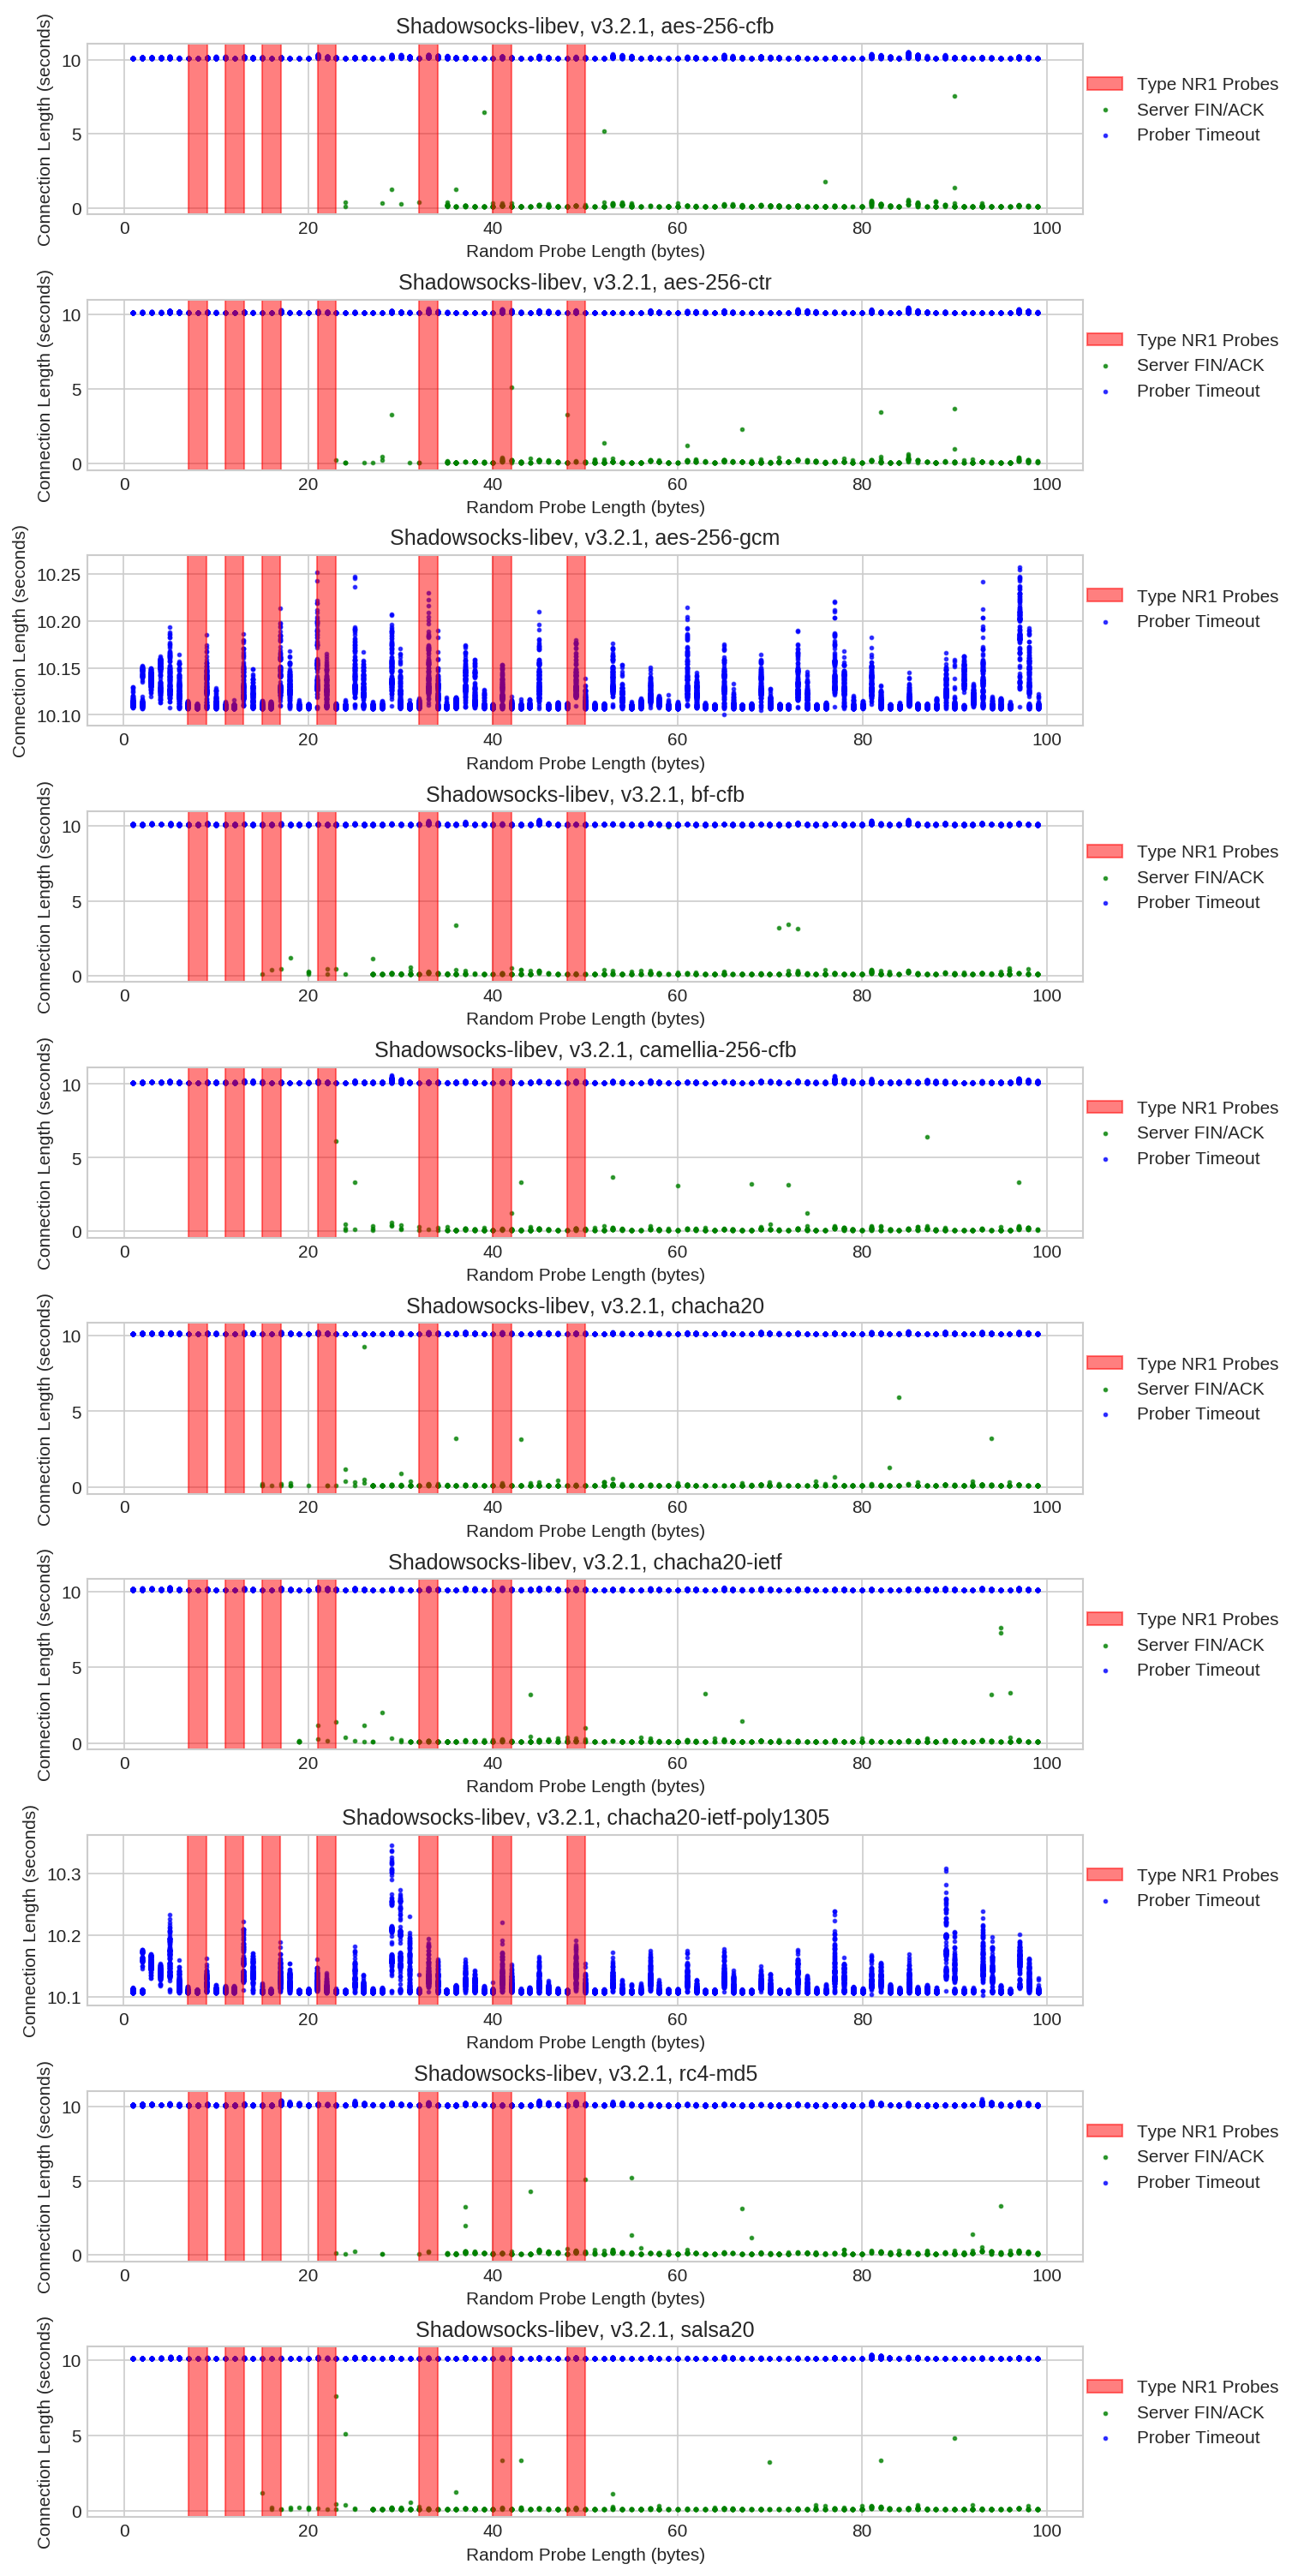 Shadowsocks-libev, v3.2.1, aes-256-cfb
Connection Length (seconds)
10
5
0
0 20 40 60 80 100
Random Probe Length (bytes)
Type NR1 Probes
Server FIN/ACK
Prober Timeout
Shadowsocks-libev, v3.2.1, aes-256-ctr
Connection Length (seconds)
10
5
0
0 20 40 60 80 100
Random Probe Length (bytes)
Type NR1 Probes
Server FIN/ACK
Prober Timeout
Shadowsocks-libev, v3.2.1, aes-256-gcm
Connection Length (seconds)
10.25
10.20
10.15
10.10
0 20 40 60 80 100
Random Probe Length (bytes)
Type NR1 Probes
Prober Timeout
Shadowsocks-libev, v3.2.1, bf-cfb
Connection Length (seconds)
10
5
0
0 20 40 60 80 100
Random Probe Length (bytes)
Type NR1 Probes
Server FIN/ACK
Prober Timeout
Shadowsocks-libev, v3.2.1, camellia-256-cfb
Connection Length (seconds)
10
5
0
0 20 40 60 80 100
Random Probe Length (bytes)
Type NR1 Probes
Server FIN/ACK
Prober Timeout
Shadowsocks-libev, v3.2.1, chacha20
Connection Length (seconds)
10
5
0
0 20 40 60 80 100
Random Probe Length (bytes)
Type NR1 Probes
Server FIN/ACK
Prober Timeout
Shadowsocks-libev, v3.2.1, chacha20-ietf
Connection Length (seconds)
10
5
0
0 20 40 60 80 100
Random Probe Length (bytes)
Type NR1 Probes
Server FIN/ACK
Prober Timeout
Shadowsocks-libev, v3.2.1, chacha20-ietf-poly1305
Connection Length (seconds)
10.3
10.2
10.1
0 20 40 60 80 100
Random Probe Length (bytes)
Type NR1 Probes
Prober Timeout
Shadowsocks-libev, v3.2.1, rc4-md5
Connection Length (seconds)
10
5
0
0 20 40 60 80 100
Random Probe Length (bytes)
Type NR1 Probes
Server FIN/ACK
Prober Timeout
Shadowsocks-libev, v3.2.1, salsa20
Connection Length (seconds)
10
5
0
0 20 40 60 80 100
Random Probe Length (bytes)
Type NR1 Probes
Server FIN/ACK
Prober Timeout